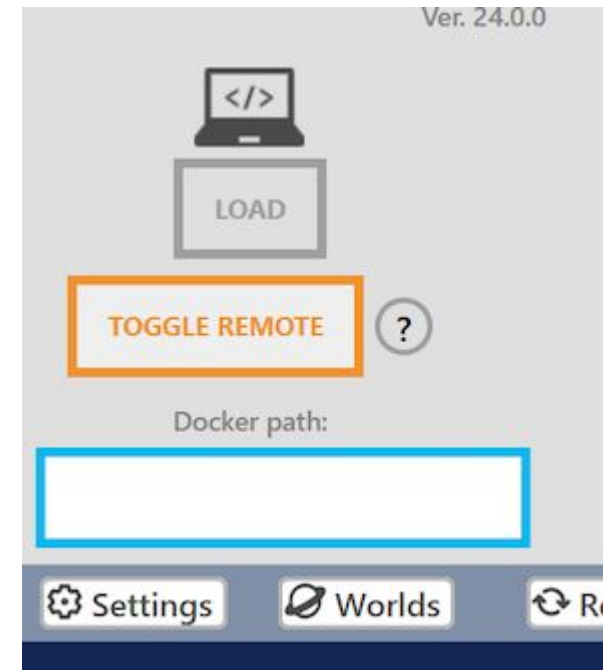 Ver. 24.0.0
</>
LOAD
TOGGLE REMOTE ?
Docker path:
Settings Worlds